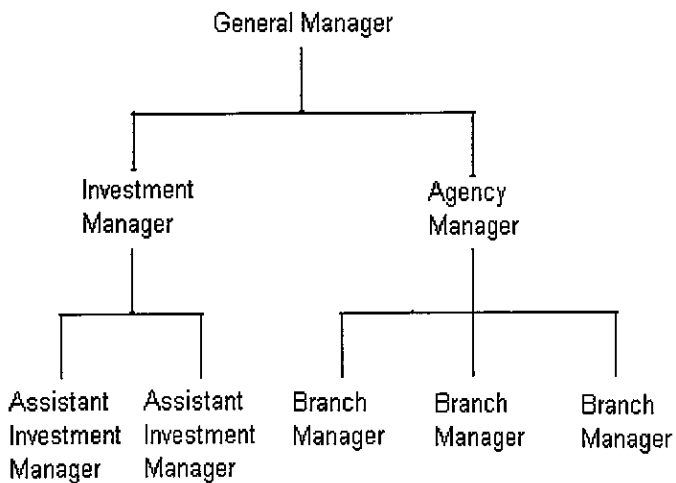 General Manager
Investment
Manager
Agency
Manager
Assistant
Investment
Manager
Assistant
Investment
Manager
Branch
Manager
Branch
Manager
Branch
Manager